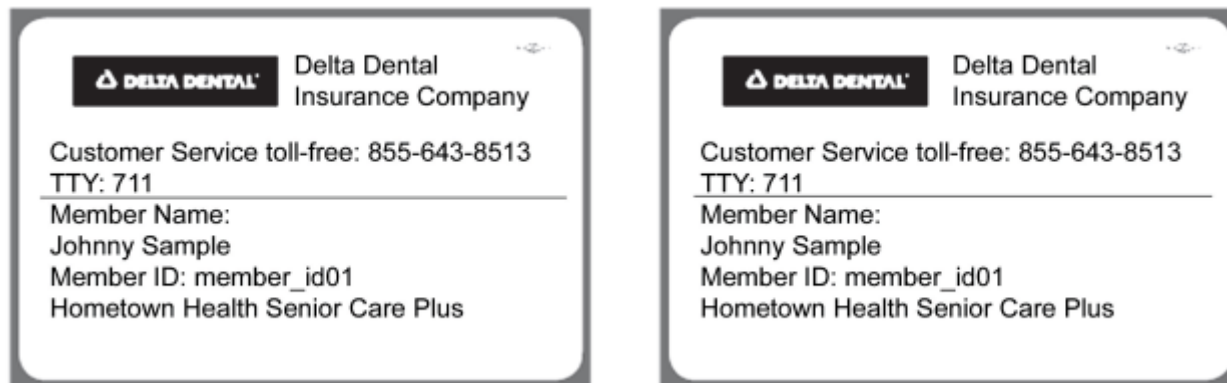 DELTA DENTAL
Delta Dental
Insurance Company
Customer Service toll-free: 855-643-8513
TTY: 711
Member Name:
Johnny Sample
Member ID: member_id01
Hometown Health Senior Care Plus
DELTA DENTAL
Delta Dental
Insurance Company
Customer Service toll-free: 855-643-8513
TTY: 711
Member Name:
Johnny Sample
Member ID: member_id01
Hometown Health Senior Care Plus